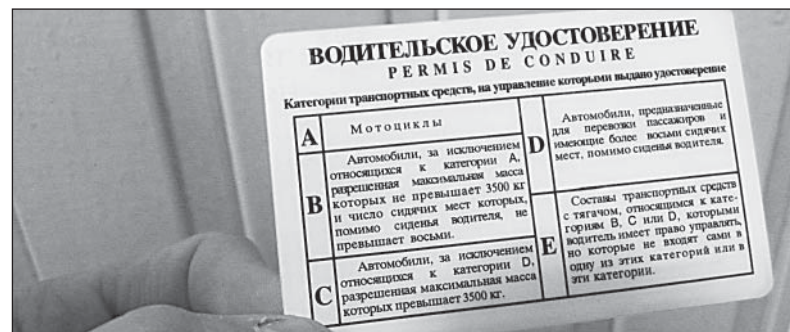 ВОДИТЕЛЬСКОЕ УДОСТОВЕРЕНИЕ
PERMIS DE CONDUIRE
Категории транспортных средств, на управление которыми выдано удостоверение
A
Мотоциклы
B
Автомобили, за исключением
относящихся к категории A,
разрешенная максимальная масса
которых не превышает 3500 кг
и число сидячих мест которых,
помимо сиденья водителя, не
превышает восьми.
C
Автомобили, за исключением
относящихся к категории D,
разрешенная максимальная масса
которых превышает 3500 кг.
D
Автомобили, предназначенные
для перевозки пассажиров и
имеющие более восьми сидячих
мест, помимо сиденья водителя.
E
Составы транспортных средств
с тягачом, относящимся к кате-
гориям B, C или D, которыми
водитель имеет право управлять,
но которые не входят сами в
одну из этих категорий или в
эти категории.